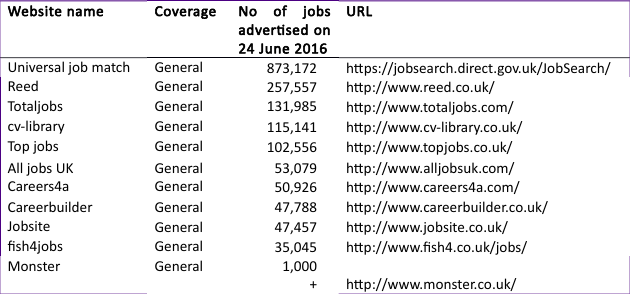 Website name Coverage No of jobs advertised on 24 June 2016 URL
Universal job match General 873,172 https://jobsearch.direct.gov.uk/JobSearch/
Reed General 257,557 http://www.reed.co.uk/
Totaljobs General 131,985 http://www.totaljobs.com/
cv-library General 115,141 http://www.cv-library.co.uk/
Top jobs General 102,556 http://www.topjobs.co.uk/
All jobs UK General 53,079 http://www.alljobsuk.com/
Careers4a General 50,926 http://www.careers4a.com/
Careerbuilder General 47,788 http://www.careerbuilder.co.uk/
Jobsite General 47,457 http://www.jobsite.co.uk/
fish4jobs General 35,045 http://www.fish4.co.uk/jobs/
Monster General 1,000
+ http://www.monster.co.uk/